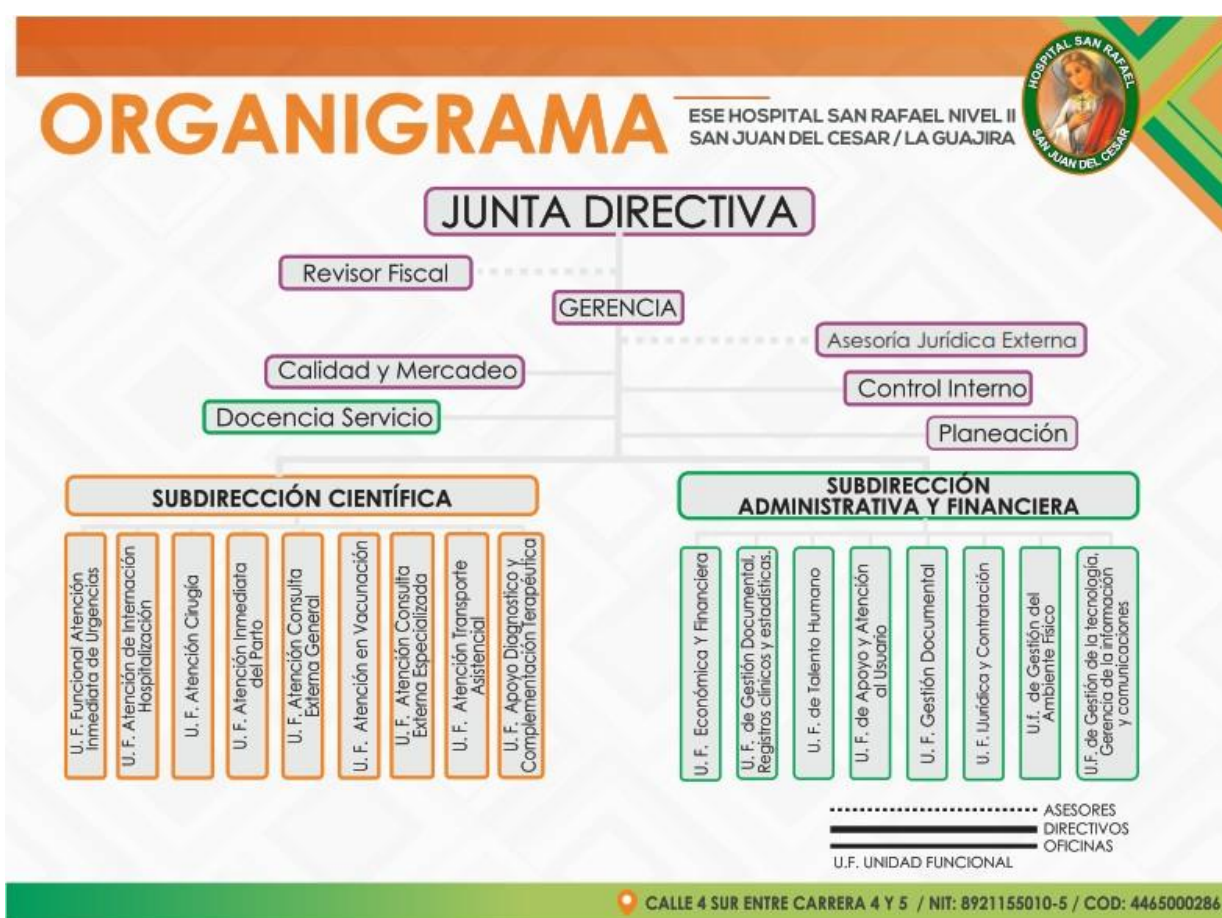 ORGANIGRAMA
ESE HOSPITAL SAN RAFAEL NIVEL II
SAN JUAN DEL CESAR / LA GUAJIRA
HOSPITAL SAN RAFAEL
SAN JUAN DEL CESAR
JUNTA DIRECTIVA
Revisor Fiscal
GERENCIA
Asesoría Jurídica Externa
Calidad y Mercadeo
Control Interno
Docencia Servicio
Planeación
SUBDIRECCIÓN CIENTÍFICA
U. F. Funcional Atención
Inmediata de Urgencias
U. F. Atención de Internación
Hospitalización
U. F. Atención Cirugía
U. F. Atención Inmediata
del Parto
U. F. Atención Consulta
Externa General
U. F. Atención en Vacunación
U. F. Atención Consulta
Externa Especializada
U. F. Atención Transporte
Asistencial
U. F. Apoyo Diagnostico y
Complementación Terapéutica
SUBDIRECCIÓN
ADMINISTRATIVA Y FINANCIERA
U. F. Económica Y Financiera
U. F. de Gestión Documental,
Registros clínicos y estadísticas.
U. F. de Talento Humano
U. F. de Apoyo y Atención
al Usuario
U. F. Gestión Documental
U. F. IJurídica y Contratación
U.f. de Gestión del
Ambiente Físico
U.F. de Gestión de la tecnología,
Gerencia de la información
y comunicaciones
ASESORES
DIRECTIVOS
OFICINAS
U.F. UNIDAD FUNCIONAL
CALLE 4 SUR ENTRE CARRERA 4 Y 5 / NIT: 8921155010-5 / COD: 4465000286